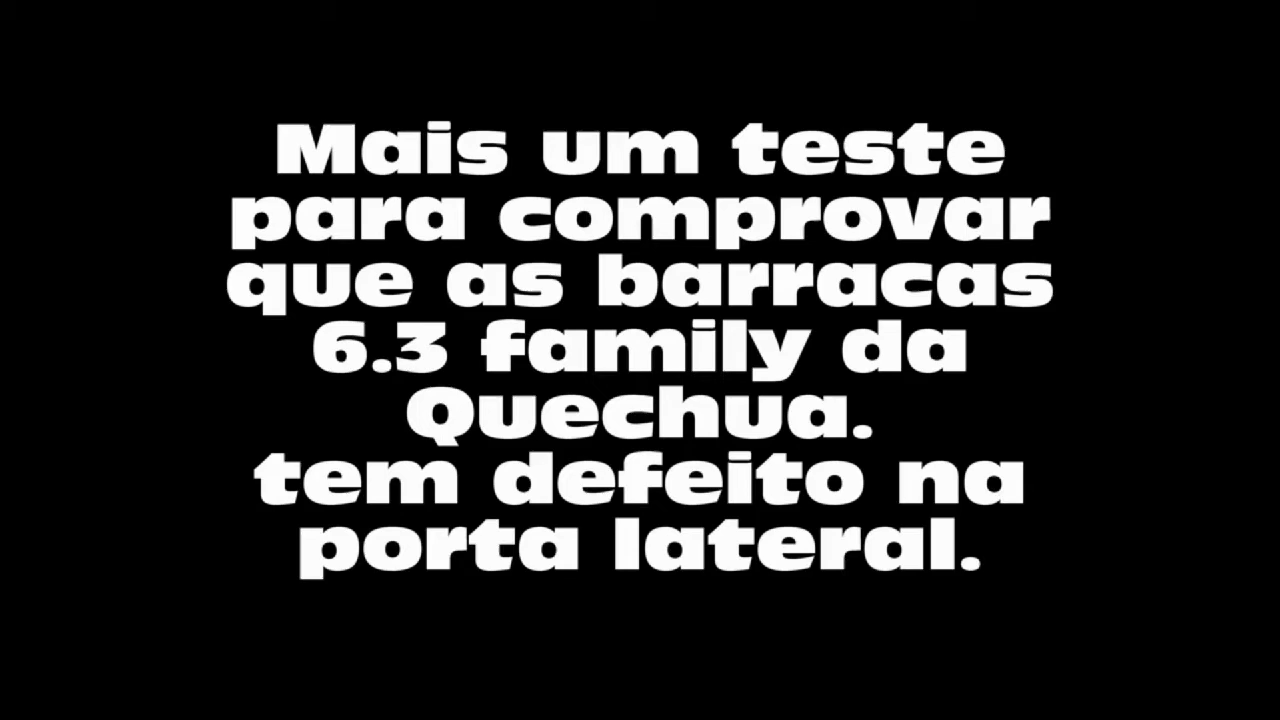 Mais um teste
para comprovar
que as barracas
6.3 family da
Quechua.
tem defeito na
porta lateral.